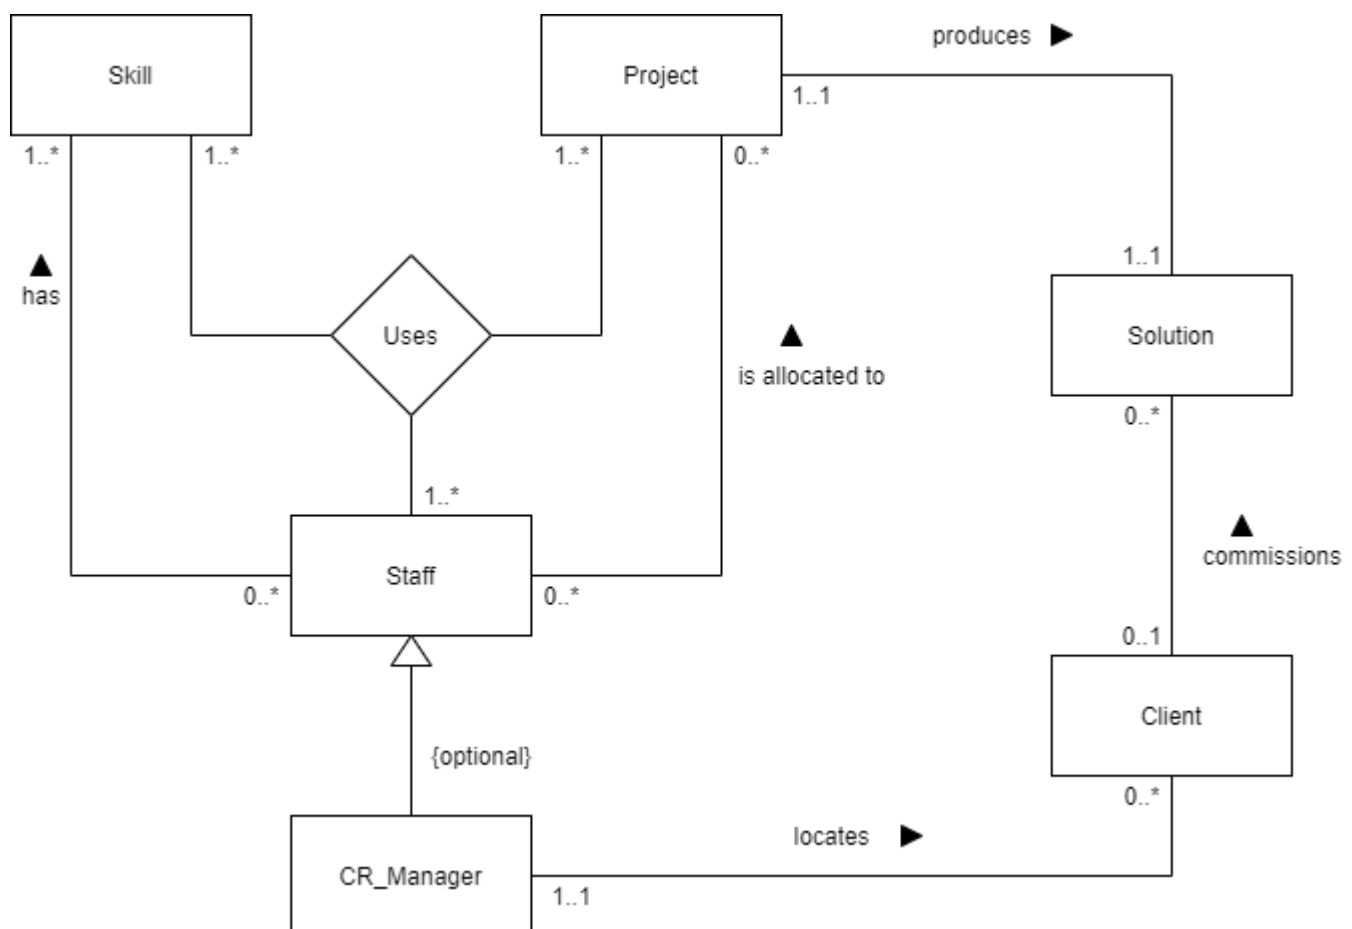 Skill
Project
produces
1..1
1..*
1..*
1..*
0..*
has
Uses
1..1
Solution
is allocated to
0..*
1..*
Staff
0..*
0..*
commissions
0..1
Client
{optional}
0..*
locates
CR_Manager
1..1